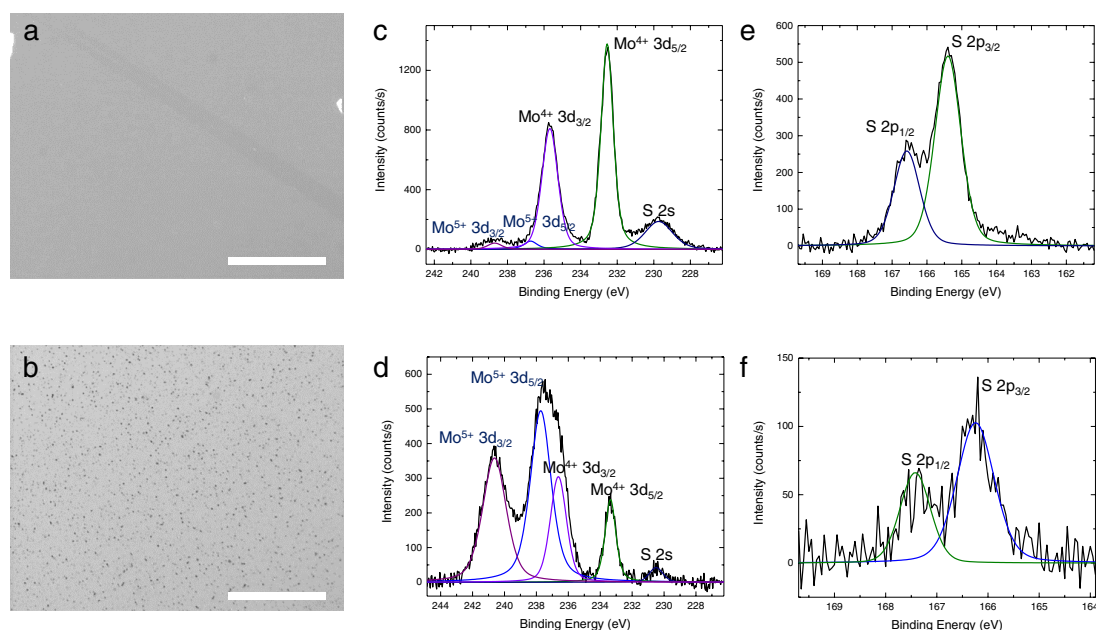 a
c
Mo⁴⁺ 3d₅/₂
Mo⁴⁺ 3d₃/₂
Mo⁵⁺ 3d₃/₂
Mo⁵⁺ 3d₅/₂
S 2s
Intensity (counts/s)
1400
1200
800
400
0
242 240 238 236 234 232 230 228
Binding Energy (eV)
e
S 2p₃/₂
S 2p₁/₂
Intensity (counts/s)
600
500
400
300
200
100
0
169 168 167 166 165 164 163 162
Binding Energy (eV)
b
d
Mo⁵⁺ 3d₅/₂
Mo⁵⁺ 3d₃/₂
Mo⁴⁺ 3d₃/₂
Mo⁴⁺ 3d₅/₂
S 2s
Intensity (counts/s)
600
500
400
300
200
100
0
244 242 240 238 236 234 232 230 228 226
Binding Energy (eV)
f
S 2p₃/₂
S 2p₁/₂
Intensity (counts/s)
150
100
50
0
169 168 167 166 165 164
Binding Energy (eV)